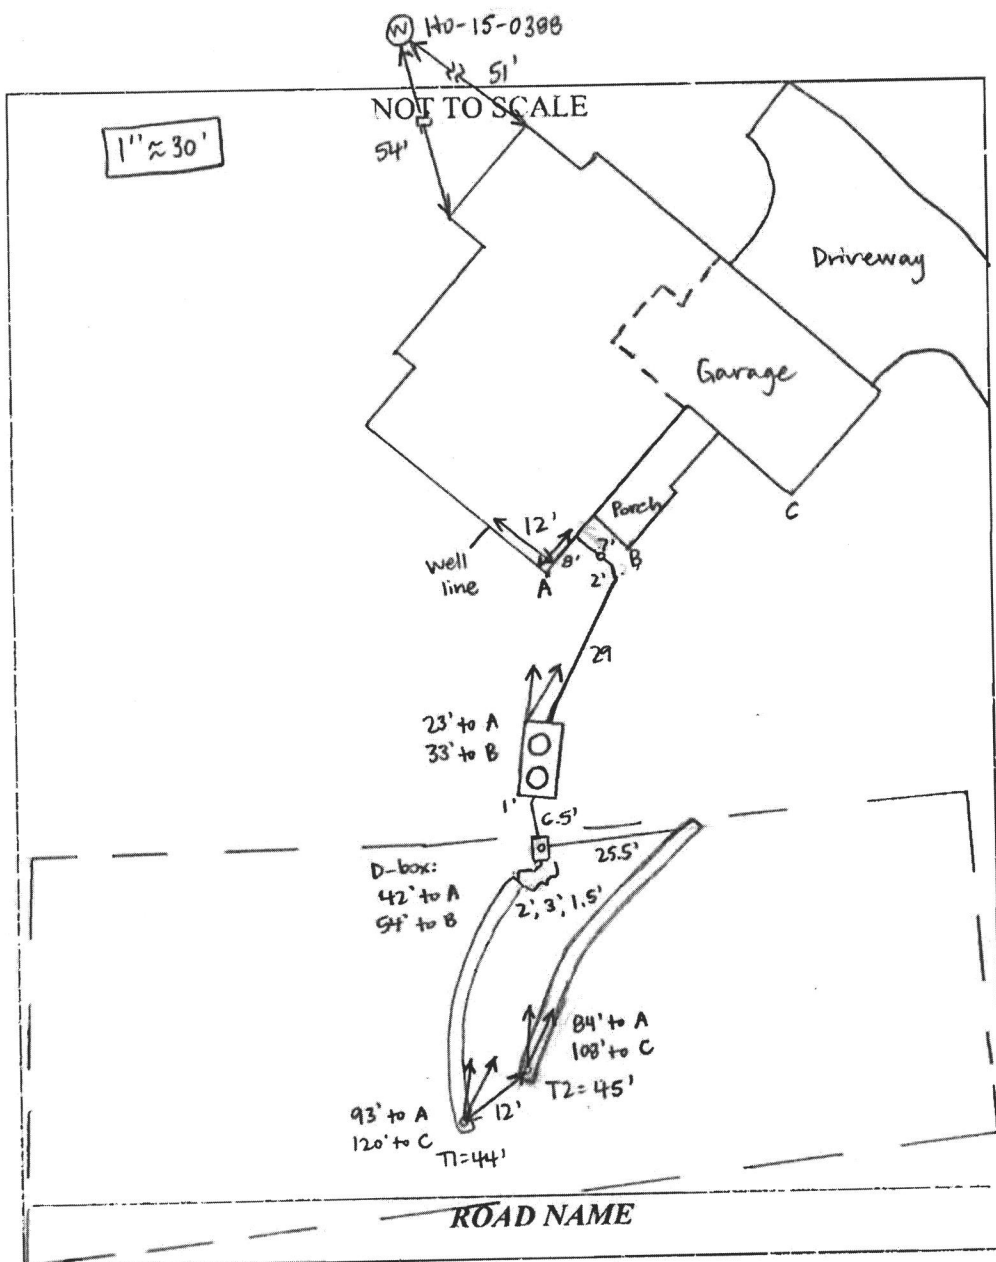 W HO-15-0388
51'
NOT TO SCALE
1" ≈ 30'
54'
Driveway
Garage
Porch
C
12'
well
line
8'
7'
B
A
2'
29
23' to A
33' to B
1'
6.5'
25.5'
D-box:
42' to A
54' to B
2', 3', 1.5'
84' to A
108' to C
T2=45'
12'
93' to A
120' to C
T1=44'
ROAD NAME